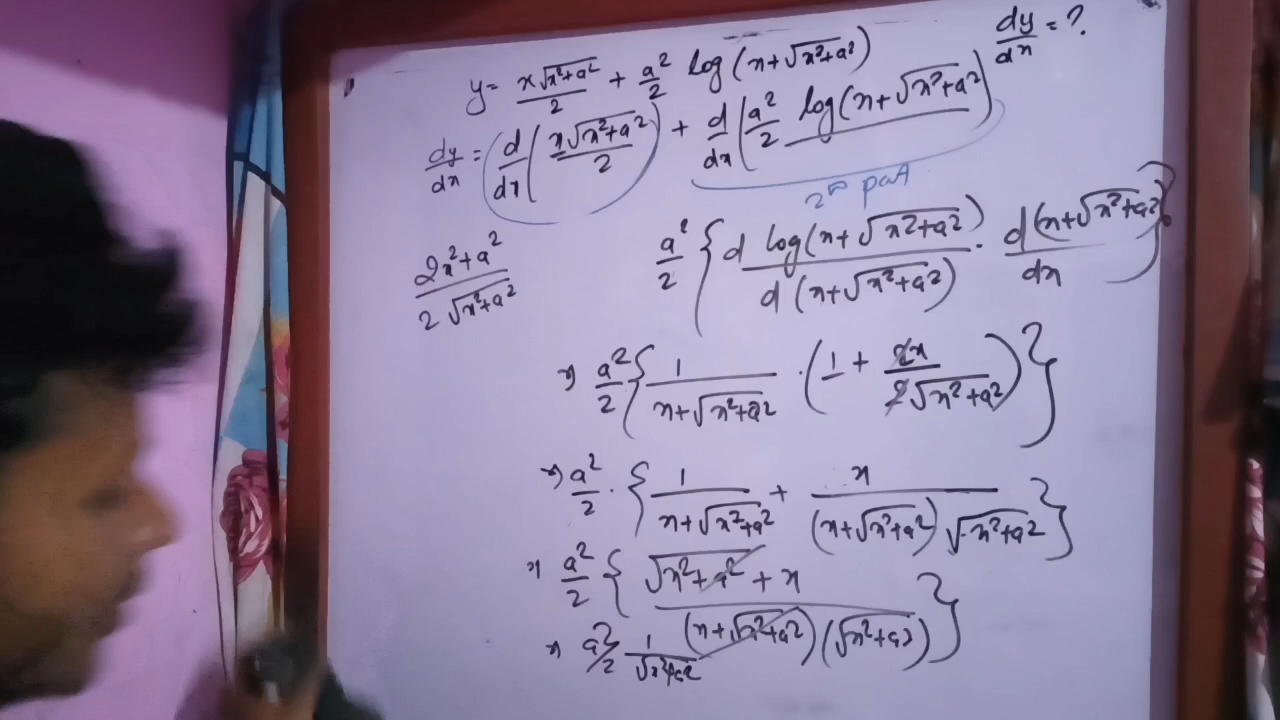 y = x√x²+a² / 2 + a²/2 log(x+√x²+a²) dy/dx = ?
dy/dx = d/dx (x√x²+a² / 2) + d/dx (a²/2 log(x+√x²+a²))
2nd part
2x²+a² / 2√x²+a²
a²/2 { d log(x+√x²+a²) / d(x+√x²+a²) . d(x+√x²+a²) / dx }
⇒ a²/2 { 1 / x+√x²+a² . (1 + 2x / 2√x²+a²) }
⇒ a²/2 . { 1 / x+√x²+a² + x / (x+√x²+a²)√x²+a² }
⇒ a²/2 { √x²+a² + x / (x+√x²+a²)(√x²+a²) }
⇒ a²/2 1 / √x²+a²